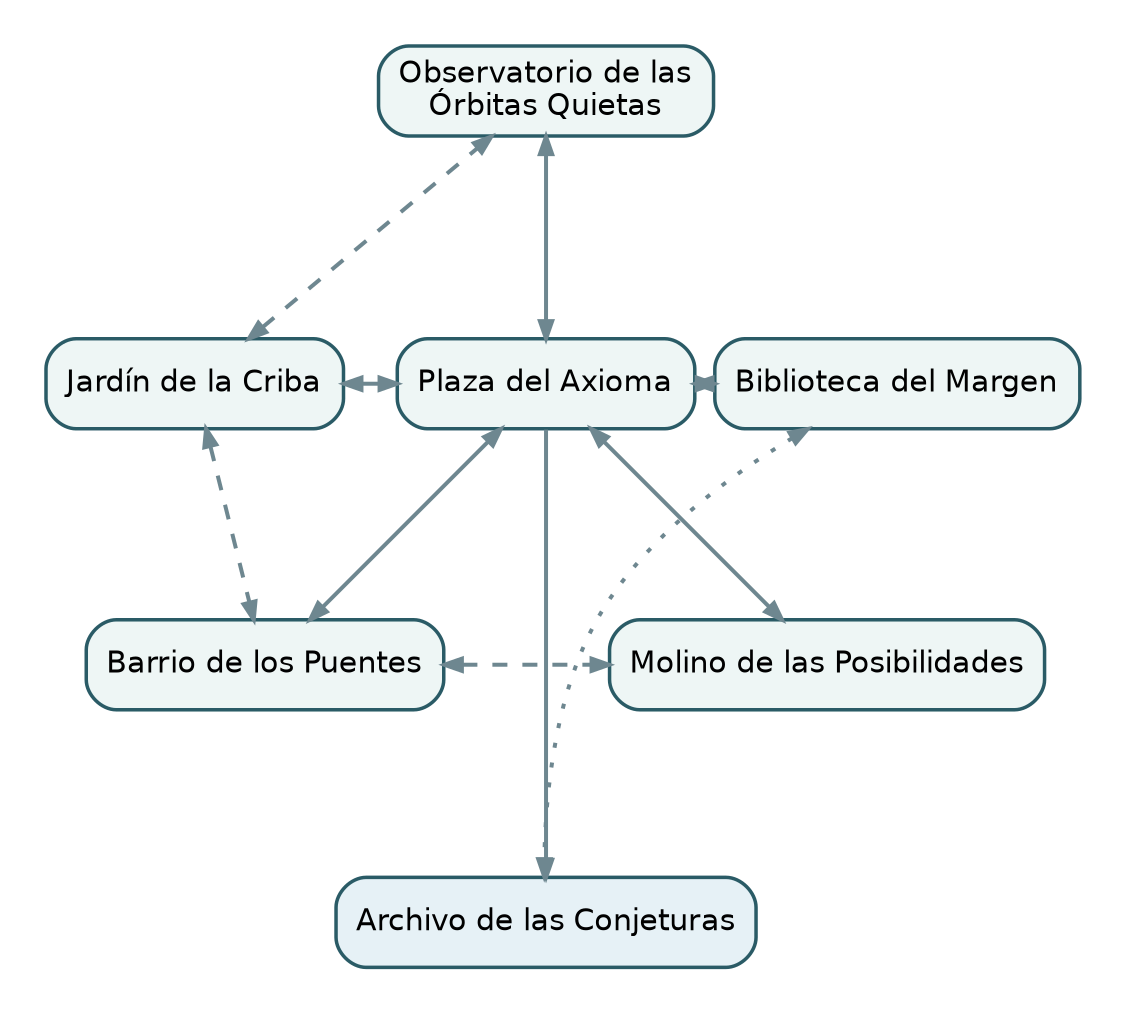 Observatorio de las
Órbitas Quietas
Jardín de la Criba
Plaza del Axioma
Biblioteca del Margen
Barrio de los Puentes
Molino de las Posibilidades
Archivo de las Conjeturas